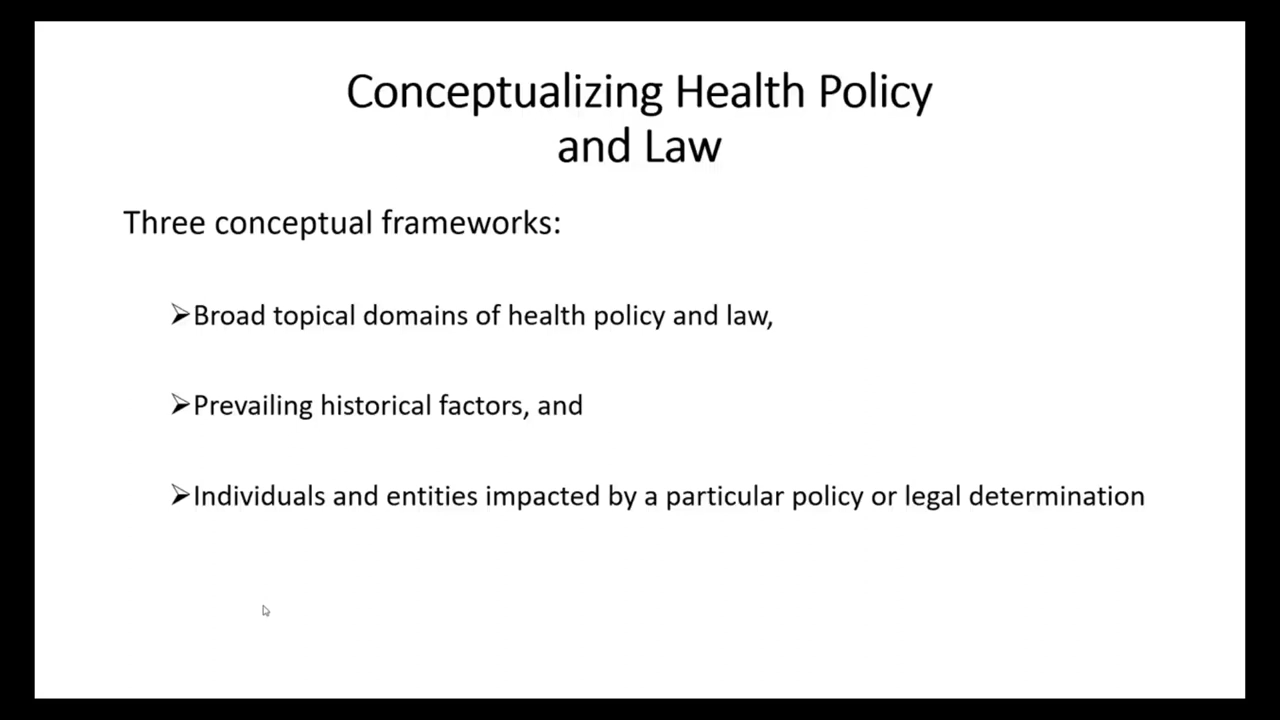 Conceptualizing Health Policy
and Law
Three conceptual frameworks:
➢Broad topical domains of health policy and law,
➢Prevailing historical factors, and
➢Individuals and entities impacted by a particular policy or legal determination